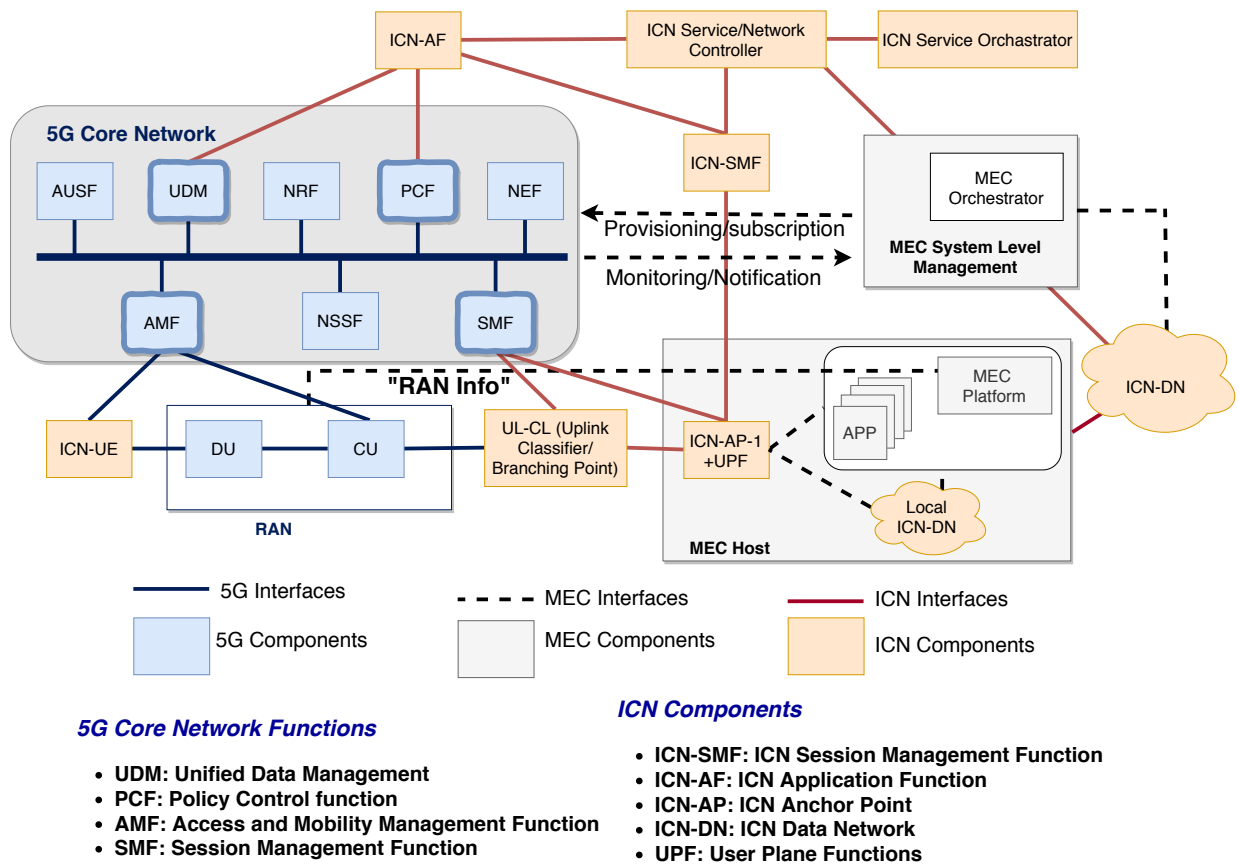 ICN-AF
ICN Service/Network
Controller
ICN Service Orchastrator
5G Core Network
AUSF
UDM
NRF
PCF
NEF
ICN-SMF
MEC
Orchestrator
MEC System Level
Management
Provisioning/subscription
Monitoring/Notification
AMF
NSSF
SMF
"RAN Info"
MEC
Platform
APP
ICN-DN
ICN-UE
DU
CU
UL-CL (Uplink
Classifier/
Branching Point)
ICN-AP-1
+UPF
Local
ICN-DN
RAN
MEC Host
5G Interfaces
MEC Interfaces
ICN Interfaces
5G Components
MEC Components
ICN Components
5G Core Network Functions
• UDM: Unified Data Management
• PCF: Policy Control function
• AMF: Access and Mobility Management Function
• SMF: Session Management Function
ICN Components
• ICN-SMF: ICN Session Management Function
• ICN-AF: ICN Application Function
• ICN-AP: ICN Anchor Point
• ICN-DN: ICN Data Network
• UPF: User Plane Functions